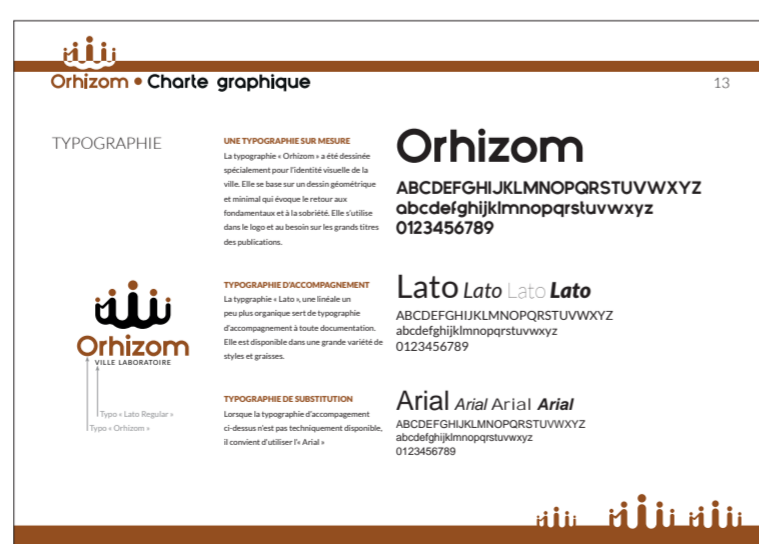 Orhizom • Charte graphique
13
TYPOGRAPHIE
UNE TYPOGRAPHIE SUR MESURE
La typographie « Orhizom » a été dessinée
spécialement pour l'identité visuelle de la
ville. Elle se base sur un dessin géométrique
et minimal qui évoque le retour aux
fondamentaux et à la sobriété. Elle s'utilise
dans le logo et au besoin sur les grands titres
des publications.
Orhizom
ABCDEFGHIJKLMNOPQRSTUVWXYZ
abcdefghijklmnopqrstuvwxyz
0123456789
Orhizom
VILLE LABORATOIRE
Typo « Lato Regular »
Typo « Orhizom »
TYPOGRAPHIE D'ACCOMPAGNEMENT
La typgraphie « Lato », une linéale un
peu plus organique sert de typographie
d'accompagnement à toute documentation.
Elle est disponible dans une grande variété de
styles et graisses.
Lato Lato Lato Lato
ABCDEFGHIJKLMNOPQRSTUVWXYZ
abcdefghijklmnopqrstuvwxyz
0123456789
TYPOGRAPHIE DE SUBSTITUTION
Lorsque la typographie d'accompagement
ci-dessus n'est pas techniquement disponible,
il convient d'utiliser l'« Arial »
Arial Arial Arial Arial
ABCDEFGHIJKLMNOPQRSTUVWXYZ
abcdefghijklmnopqrstuvwxyz
0123456789